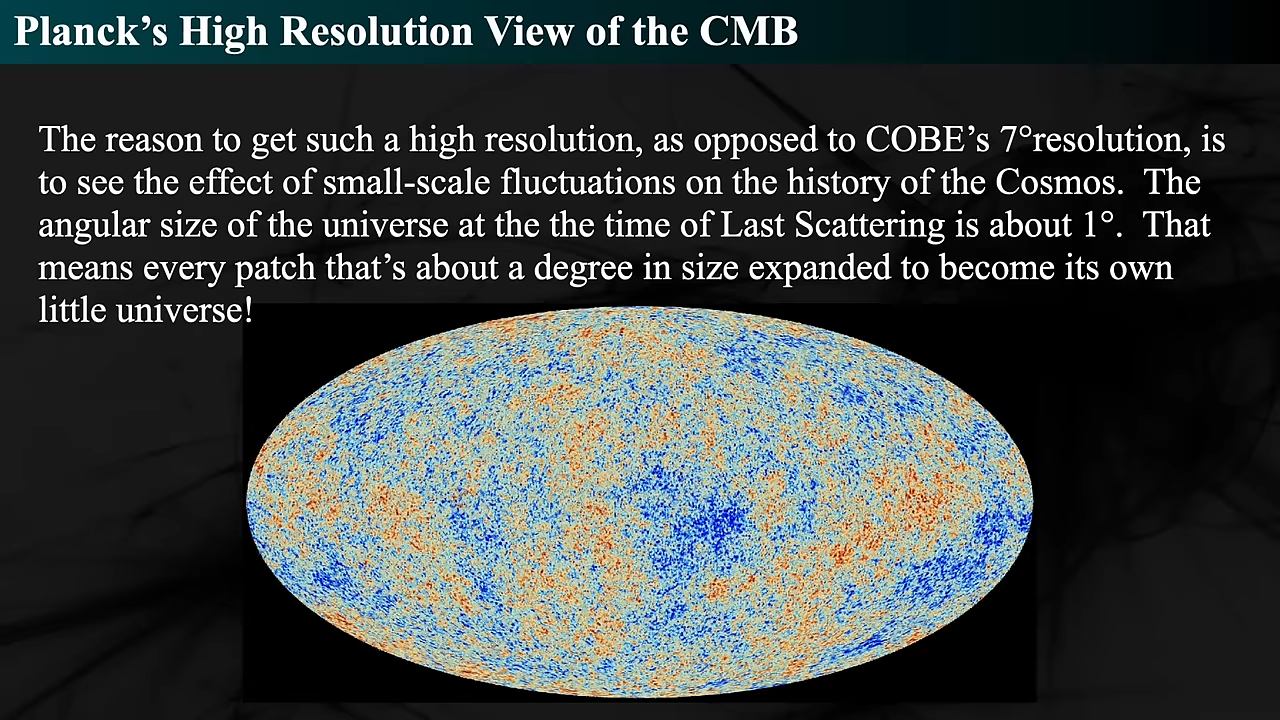 Planck’s High Resolution View of the CMB
The reason to get such a high resolution, as opposed to COBE’s 7°resolution, is
to see the effect of small-scale fluctuations on the history of the Cosmos.  The
angular size of the universe at the the time of Last Scattering is about 1°.  That
means every patch that’s about a degree in size expanded to become its own
little universe!